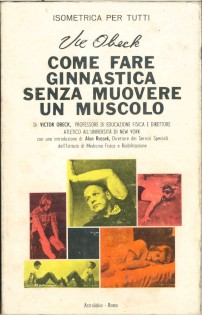 ISOMETRICA PER TUTTI
Vic Obeck
COME FARE
GINNASTICA
SENZA MUOVERE
UN MUSCOLO
Di VICTOR OBECK, PROFESSORE DI EDUCAZIONE FISICA E DIRETTORE
ATLETICO ALL'UNIVERSITÀ DI NEW YORK
con una introduzione di Alan Russek, Direttore dei Servizi Speciali
dell'Istituto di Medicina Fisica e Riabilitazione
Astrolabio - Roma